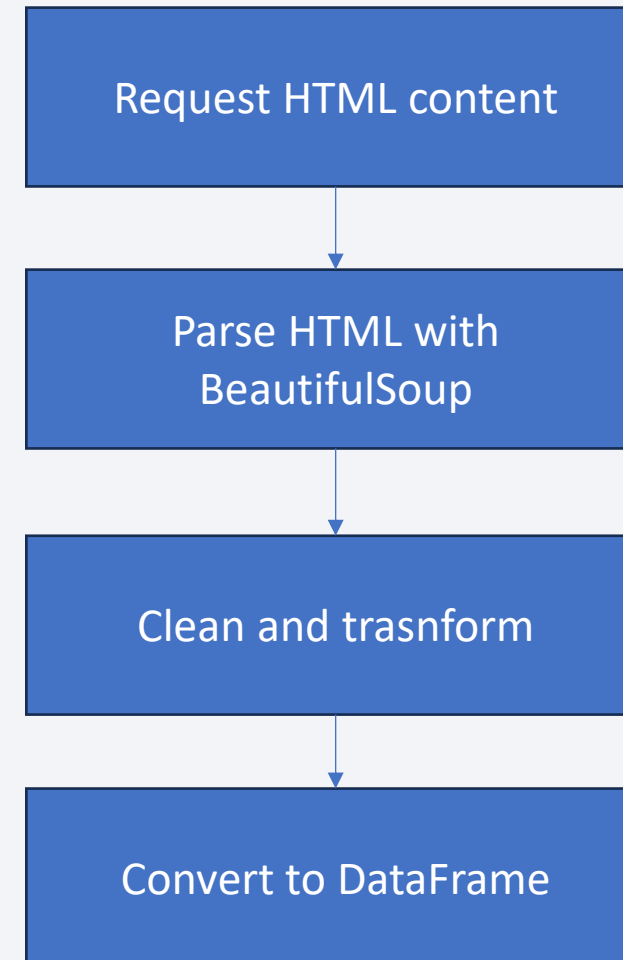 Request HTML content
Parse HTML with
BeautifulSoup
Clean and trasnform
Convert to DataFrame